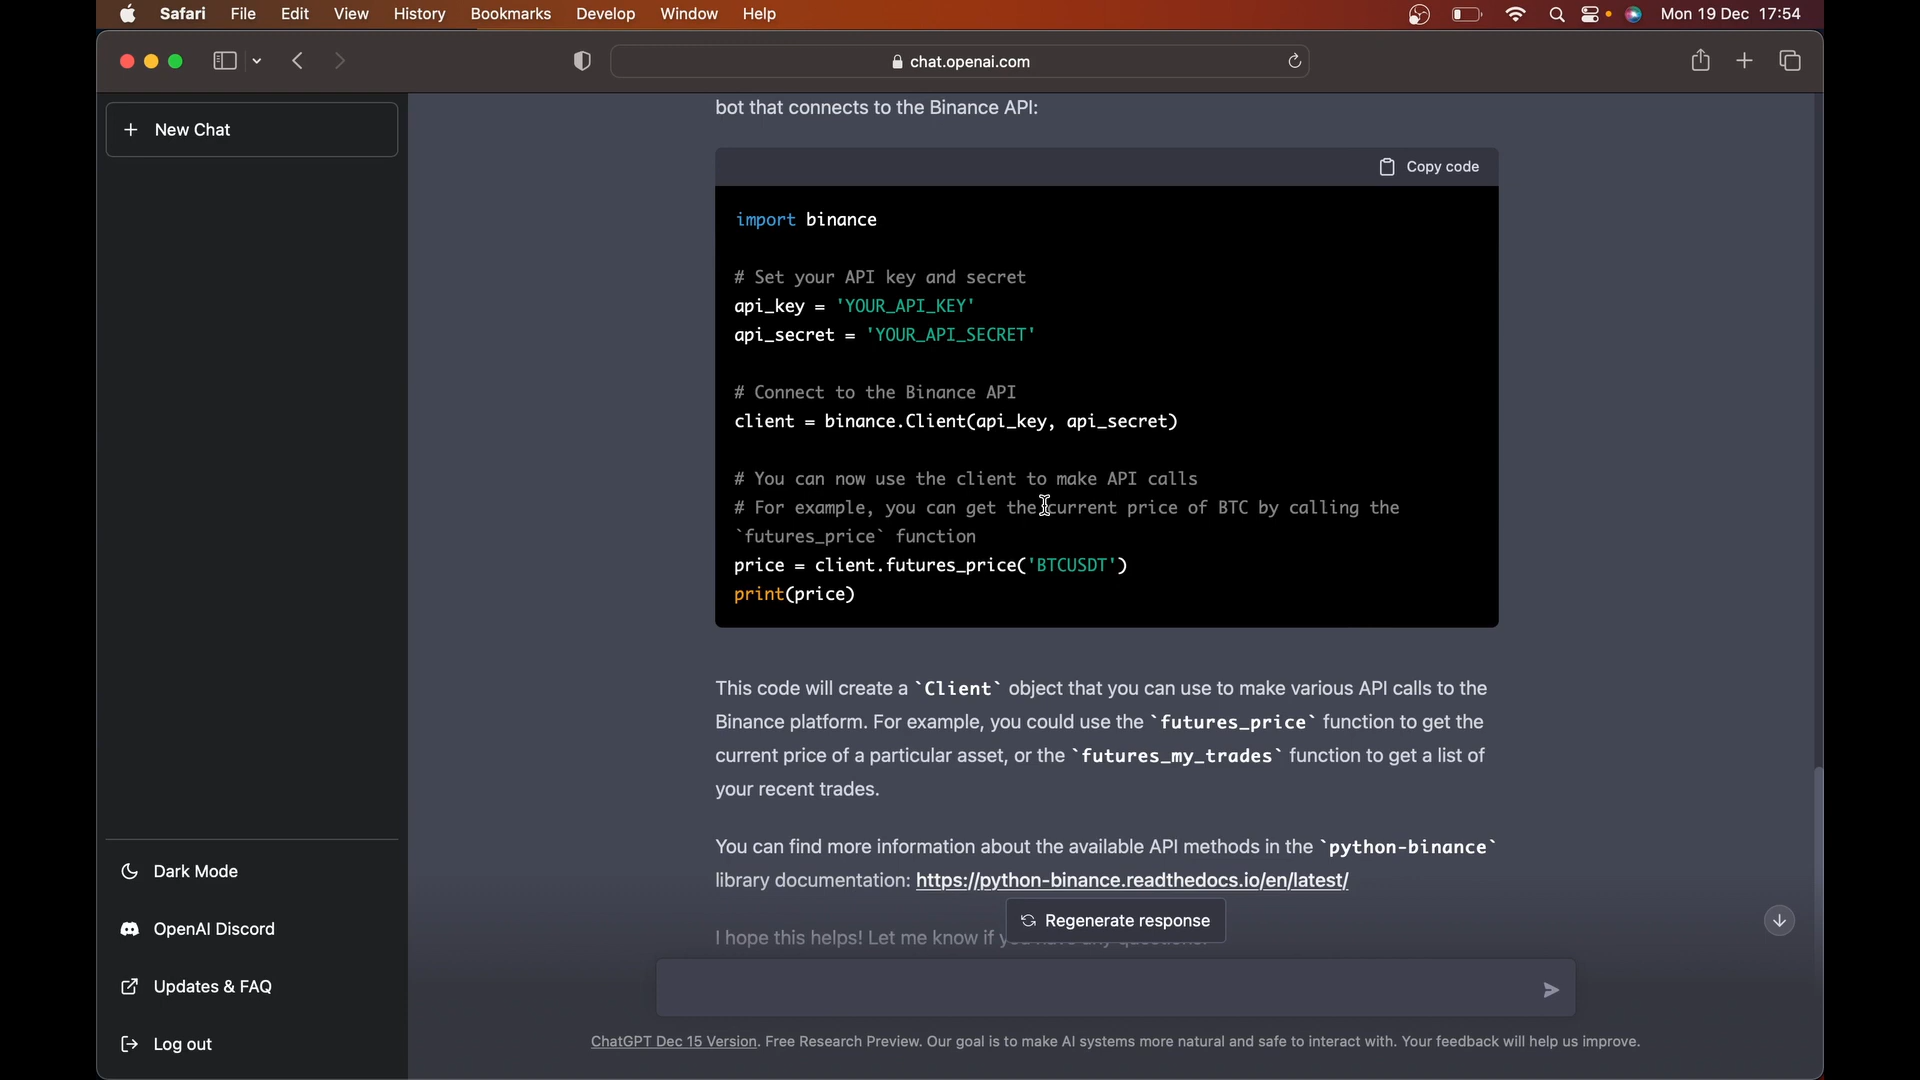 Safari File Edit View History Bookmarks Develop Window Help Mon 19 Dec 17:54
chat.openai.com
New Chat
bot that connects to the Binance API:
Copy code
import binance
# Set your API key and secret
api_key = 'YOUR_API_KEY'
api_secret = 'YOUR_API_SECRET'
# Connect to the Binance API
client = binance.Client(api_key, api_secret)
# You can now use the client to make API calls
# For example, you can get the current price of BTC by calling the
`futures_price` function
price = client.futures_price('BTCUSDT')
print(price)
This code will create a `Client` object that you can use to make various API calls to the
Binance platform. For example, you could use the `futures_price` function to get the
current price of a particular asset, or the `futures_my_trades` function to get a list of
your recent trades.
You can find more information about the available API methods in the `python-binance`
library documentation: https://python-binance.readthedocs.io/en/latest/
Regenerate response
I hope this helps! Let me know if you have any questions.
Dark Mode
OpenAI Discord
Updates & FAQ
Log out
ChatGPT Dec 15 Version. Free Research Preview. Our goal is to make AI systems more natural and safe to interact with. Your feedback will help us improve.